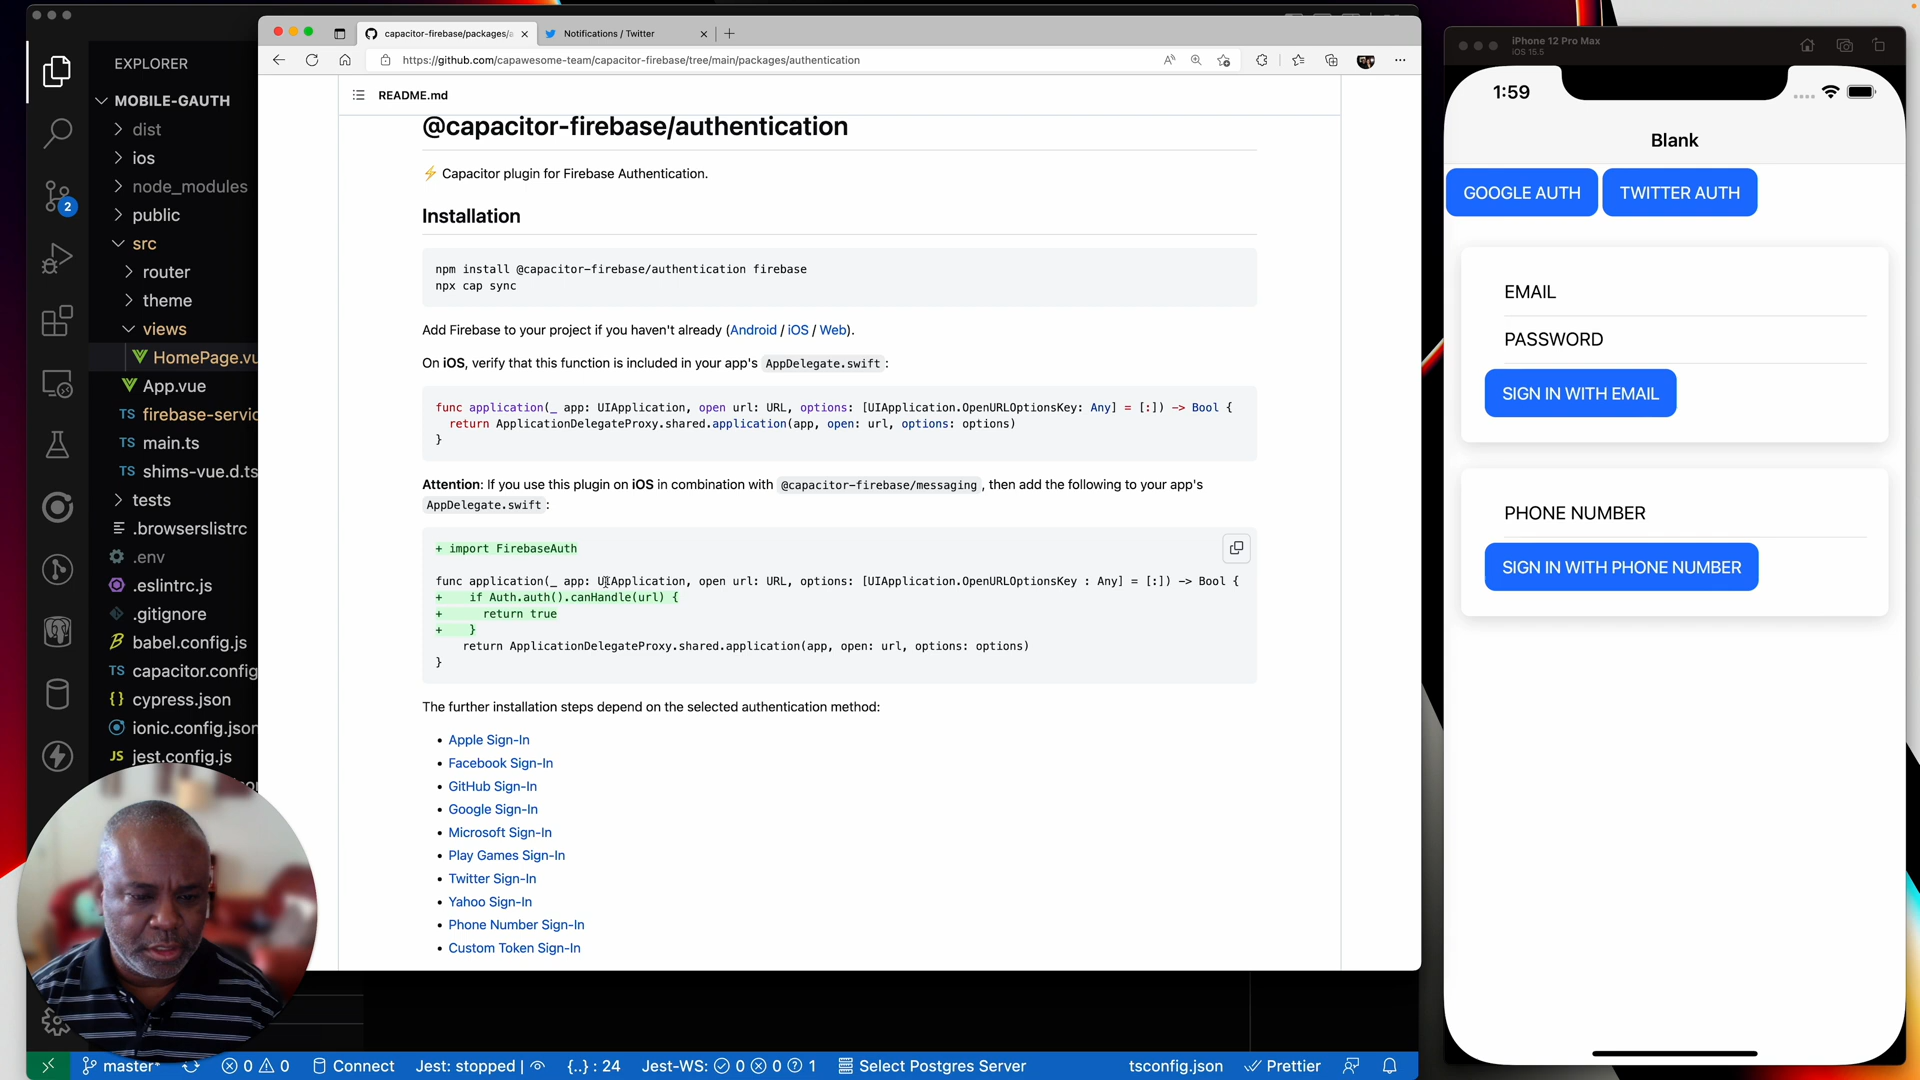 EXPLORER
MOBILE-GAUTH
dist
ios
node_modules
public
src
router
theme
views
HomePage.vu
App.vue
TS firebase-servic
TS main.ts
TS shims-vue.d.ts
tests
.browserslistrc
.env
.eslintrc.js
.gitignore
babel.config.js
TS capacitor.config
{} cypress.json
ionic.config.json
JS jest.config.js
2
capacitor-firebase/packages/a
Notifications / Twitter
https://github.com/capawesome-team/capacitor-firebase/tree/main/packages/authentication
README.md
@capacitor-firebase/authentication
⚡ Capacitor plugin for Firebase Authentication.
Installation
npm install @capacitor-firebase/authentication firebase
npx cap sync
Add Firebase to your project if you haven't already (Android / iOS / Web).
On iOS, verify that this function is included in your app's AppDelegate.swift :
func application(_ app: UIApplication, open url: URL, options: [UIApplication.OpenURLOptionsKey: Any] = [:]) -> Bool {
return ApplicationDelegateProxy.shared.application(app, open: url, options: options)
}
Attention: If you use this plugin on iOS in combination with @capacitor-firebase/messaging , then add the following to your app's
AppDelegate.swift :
+ import FirebaseAuth
func application(_ app: UIApplication, open url: URL, options: [UIApplication.OpenURLOptionsKey : Any] = [:]) -> Bool {
+ if Auth.auth().canHandle(url) {
+ return true
+ }
return ApplicationDelegateProxy.shared.application(app, open: url, options: options)
}
The further installation steps depend on the selected authentication method:
• Apple Sign-In
• Facebook Sign-In
• GitHub Sign-In
• Google Sign-In
• Microsoft Sign-In
• Play Games Sign-In
• Twitter Sign-In
• Yahoo Sign-In
• Phone Number Sign-In
• Custom Token Sign-In
iPhone 12 Pro Max
iOS 15.5
1:59
Blank
GOOGLE AUTH
TWITTER AUTH
EMAIL
PASSWORD
SIGN IN WITH EMAIL
PHONE NUMBER
SIGN IN WITH PHONE NUMBER
master* 0 0 Connect Jest: stopped | {..} : 24 Jest-WS: 0 0 1 Select Postgres Server tsconfig.json Prettier